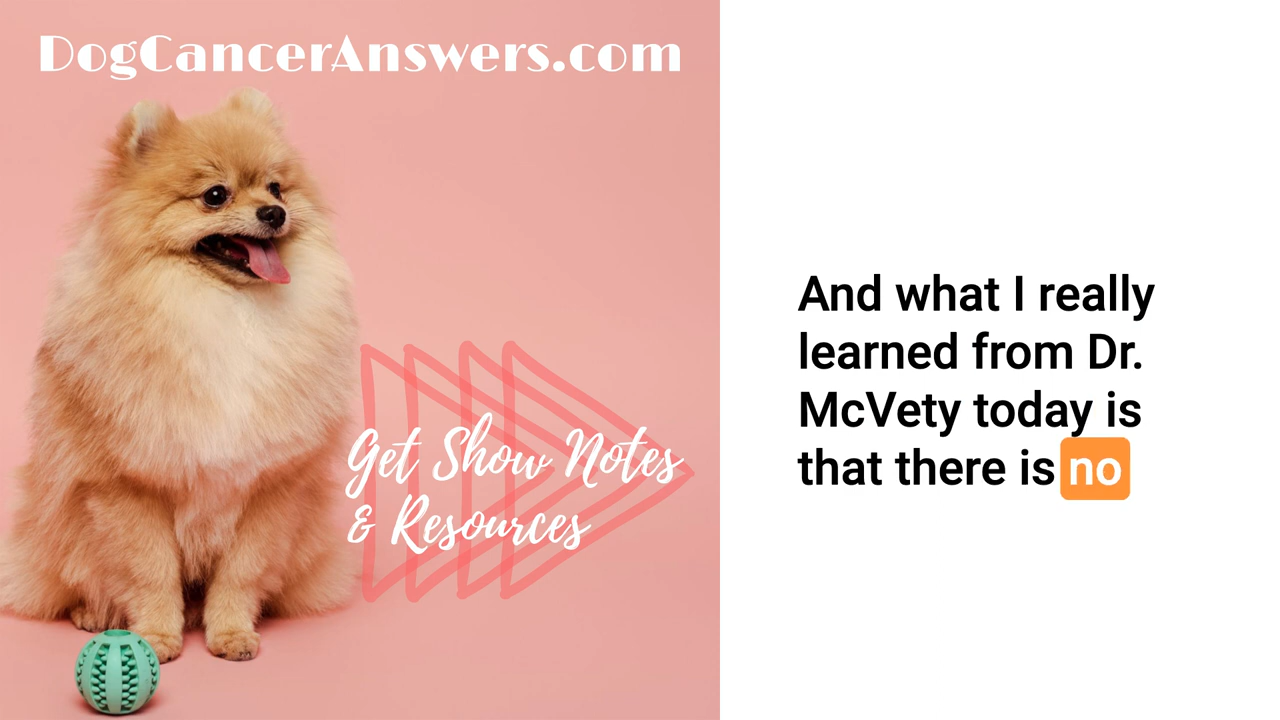 DogCancerAnswers.com
Get Show Notes
& Resources
And what I really
learned from Dr.
McVety today is
that there is no